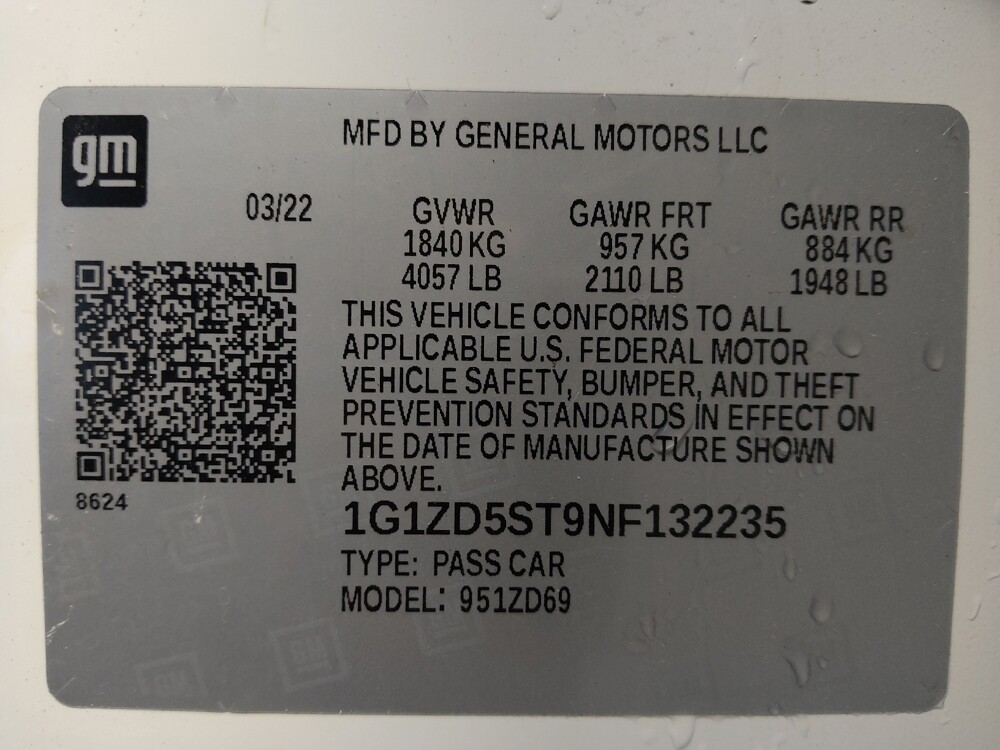 gm
MFD BY GENERAL MOTORS LLC
03/22 GVWR GAWR FRT GAWR RR
1840 KG 957 KG 884 KG
4057 LB 2110 LB 1948 LB
THIS VEHICLE CONFORMS TO ALL
APPLICABLE U.S. FEDERAL MOTOR
VEHICLE SAFETY, BUMPER, AND THEFT
PREVENTION STANDARDS IN EFFECT ON
THE DATE OF MANUFACTURE SHOWN
ABOVE.
8624
1G1ZD5ST9NF132235
TYPE: PASS CAR
MODEL: 951ZD69
GM
GM